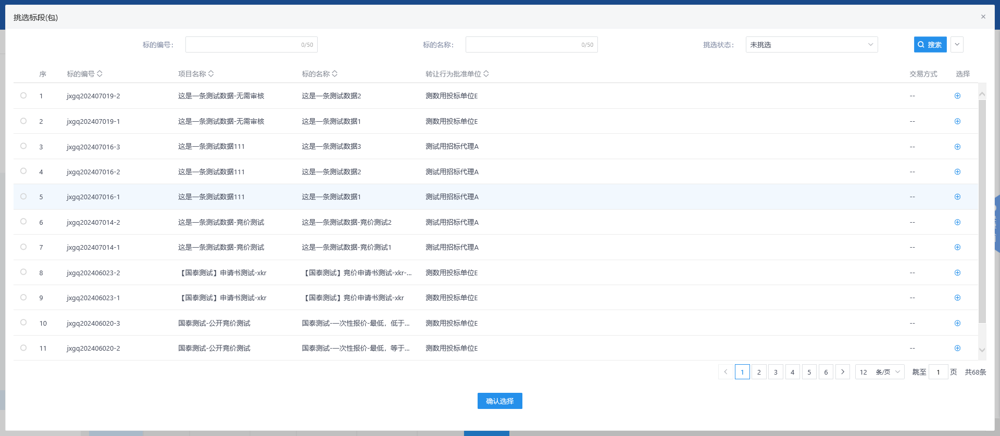 挑选标段(包)
标的编号： 0/50 标的名称： 0/50 挑选状态： 未挑选 搜索
序 标的编号 项目名称 标的名称 转让行为批准单位 交易方式 选择
1 jxgq202407019-2 这是一条测试数据-无需审核 这是一条测试数据2 测数用投标单位E --
2 jxgq202407019-1 这是一条测试数据-无需审核 这是一条测试数据1 测数用投标单位E --
3 jxgq202407016-3 这是一条测试数据111 这是一条测试数据3 测试用招标代理A --
4 jxgq202407016-2 这是一条测试数据111 这是一条测试数据2 测试用招标代理A --
5 jxgq202407016-1 这是一条测试数据111 这是一条测试数据1 测试用招标代理A --
6 jxgq202407014-2 这是一条测试数据-竞价测试 这是一条测试数据-竞价测试2 测试用招标代理A --
7 jxgq202407014-1 这是一条测试数据-竞价测试 这是一条测试数据-竞价测试1 测试用招标代理A --
8 jxgq202406023-2 【国泰测试】申请书测试-xkr 【国泰测试】竞价申请书测试-xkr-... 测数用投标单位E --
9 jxgq202406023-1 【国泰测试】申请书测试-xkr 【国泰测试】竞价申请书测试-xkr 测数用投标单位E --
10 jxgq202406020-3 国泰测试-公开竞价测试 国泰测试-一次性报价-最低，低于... 测数用投标单位E --
11 jxgq202406020-2 国泰测试-公开竞价测试 国泰测试-一次性报价-最低，等于... 测数用投标单位E --
1 2 3 4 5 6 12 条/页 跳至 1 页 共68条
确认选择